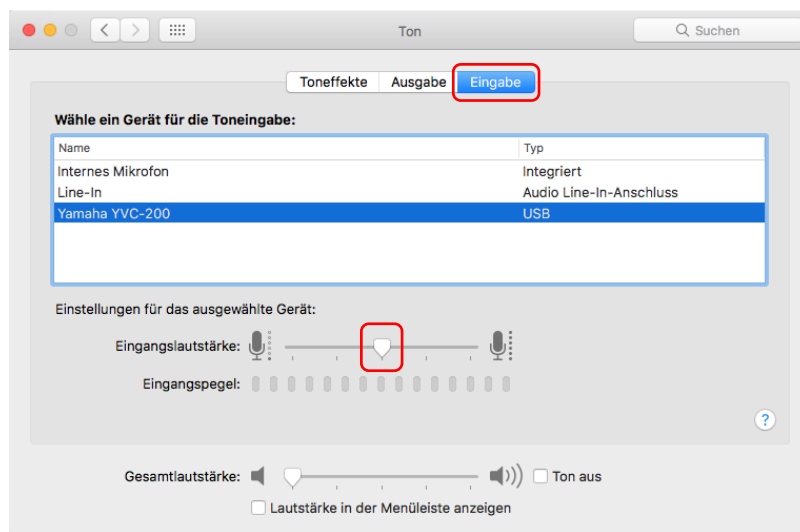 Ton
Suchen
Toneffekte Ausgabe Eingabe
Wähle ein Gerät für die Toneingabe:
Name Typ
Internes Mikrofon Integriert
Line-In Audio Line-In-Anschluss
Yamaha YVC-200 USB
Einstellungen für das ausgewählte Gerät:
Eingangslautstärke:
Eingangspegel:
?
Gesamtlautstärke: Ton aus
Lautstärke in der Menüleiste anzeigen